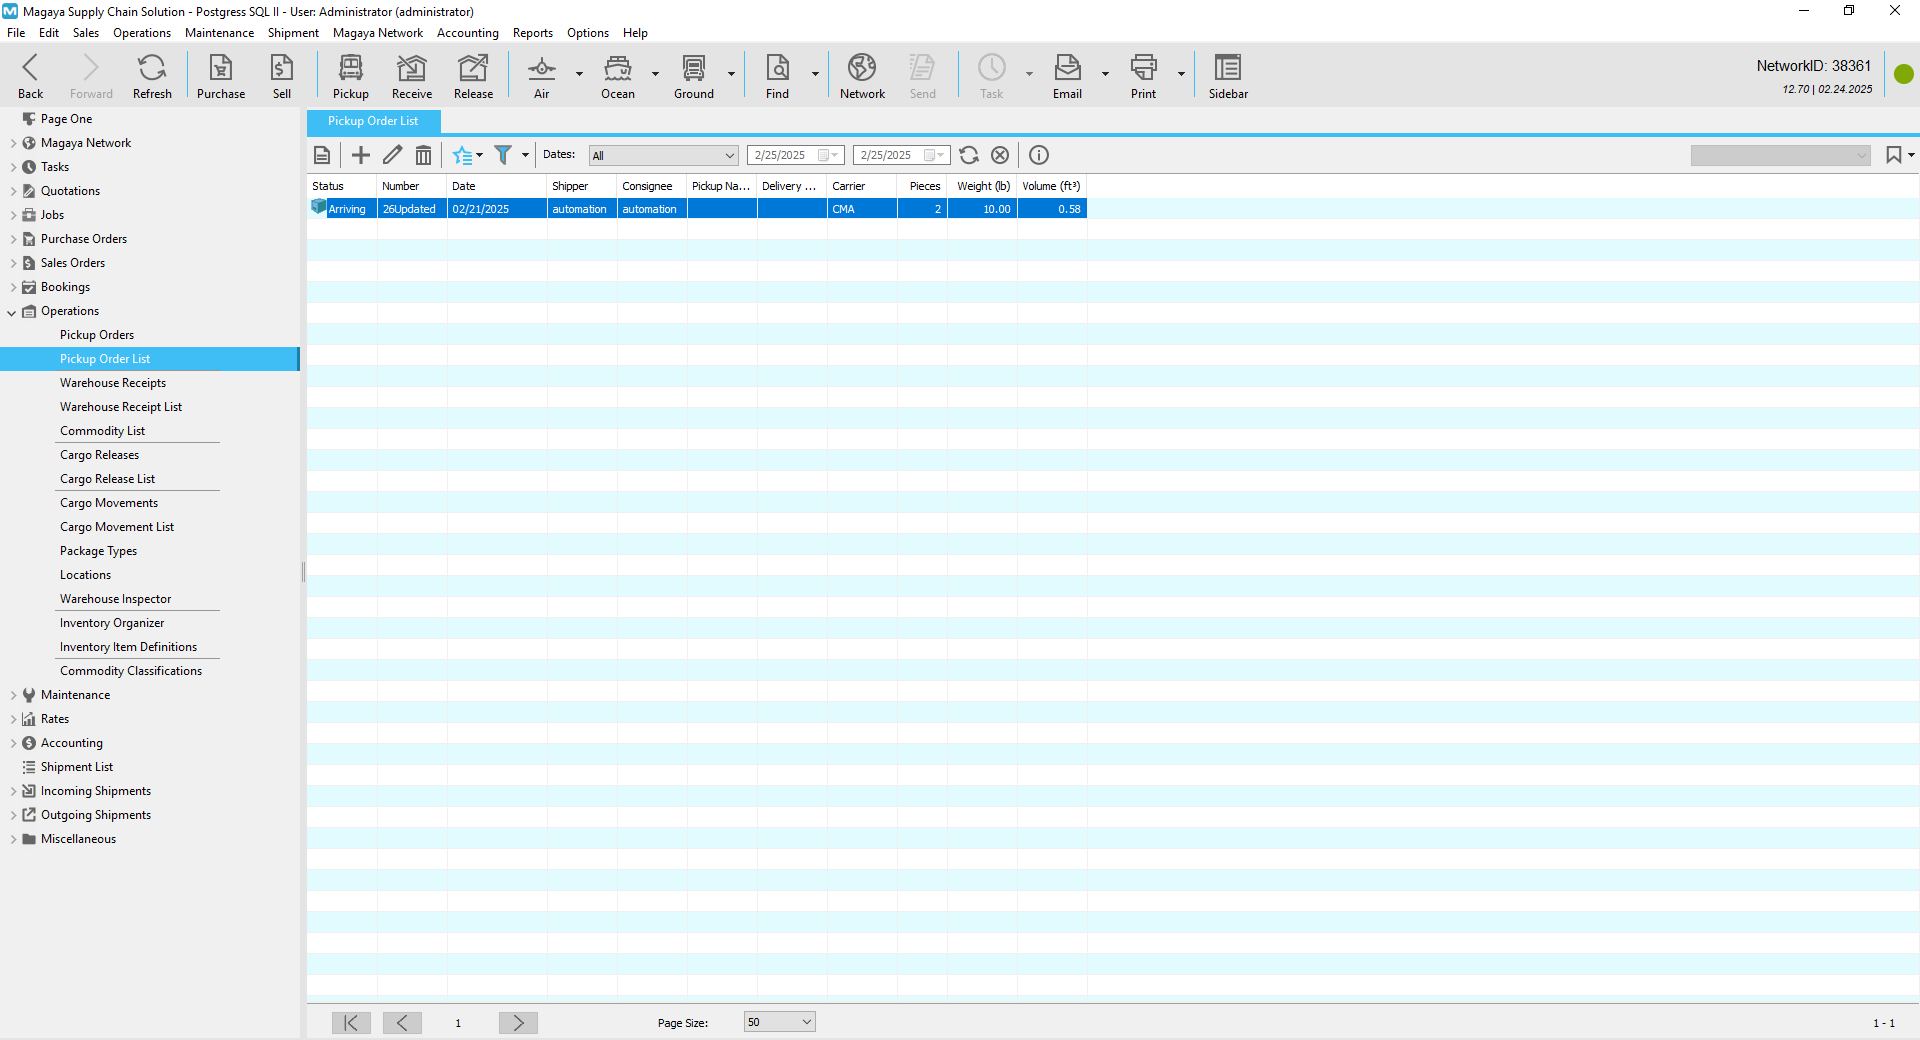 Magaya Supply Chain Solution - Postgress SQL II - User: Administrator (administrator)
File Edit Sales Operations Maintenance Shipment Magaya Network Accounting Reports Options Help
Back Forward Refresh Purchase Sell Pickup Receive Release Air Ocean Ground Find Network Send Task Email Print Sidebar
NetworkID: 38361
12.70 | 02.24.2025
Page One
Magaya Network
Tasks
Quotations
Jobs
Purchase Orders
Sales Orders
Bookings
Operations
Pickup Orders
Pickup Order List
Warehouse Receipts
Warehouse Receipt List
Commodity List
Cargo Releases
Cargo Release List
Cargo Movements
Cargo Movement List
Package Types
Locations
Warehouse Inspector
Inventory Organizer
Inventory Item Definitions
Commodity Classifications
Maintenance
Rates
Accounting
Shipment List
Incoming Shipments
Outgoing Shipments
Miscellaneous
Pickup Order List
Dates: All 2/25/2025 2/25/2025
Status Number Date Shipper Consignee Pickup Na... Delivery ... Carrier Pieces Weight (lb) Volume (ft³)
Arriving 26Updated 02/21/2025 automation automation CMA 2 10.00 0.58
1 Page Size: 50 1 - 1